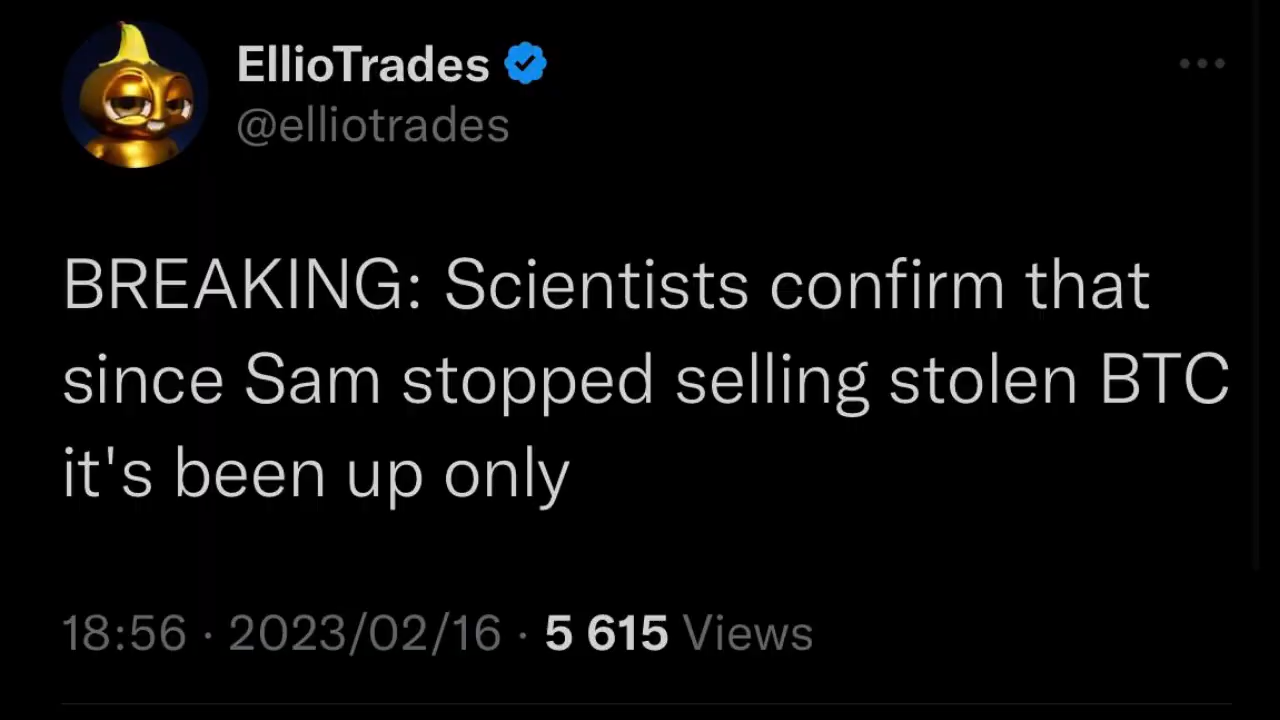 EllioTrades
@elliotrades
BREAKING: Scientists confirm that
since Sam stopped selling stolen BTC
it's been up only
18:56 · 2023/02/16 · 5 615 Views